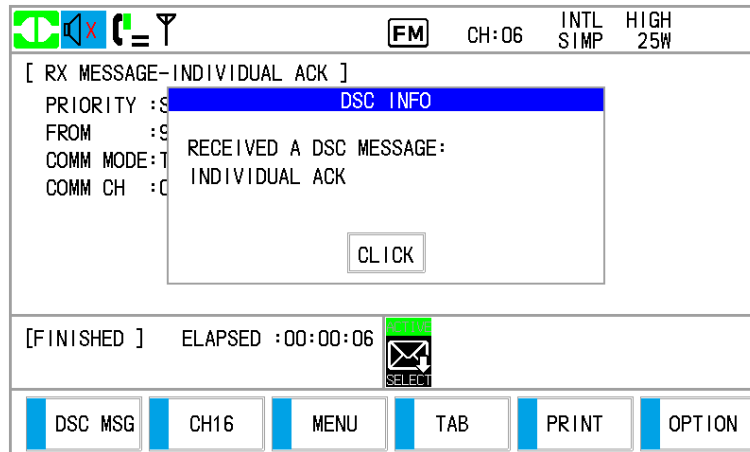 FM CH:06 INTL HIGH
SIMP 25W
[ RX MESSAGE-INDIVIDUAL ACK ]
PRIORITY :S
DSC INFO
FROM :9
RECEIVED A DSC MESSAGE:
COMM MODE:T
INDIVIDUAL ACK
COMM CH :0
CLICK
[FINISHED ] ELAPSED :00:00:06
SELECT
DSC MSG CH16 MENU TAB PRINT OPTION